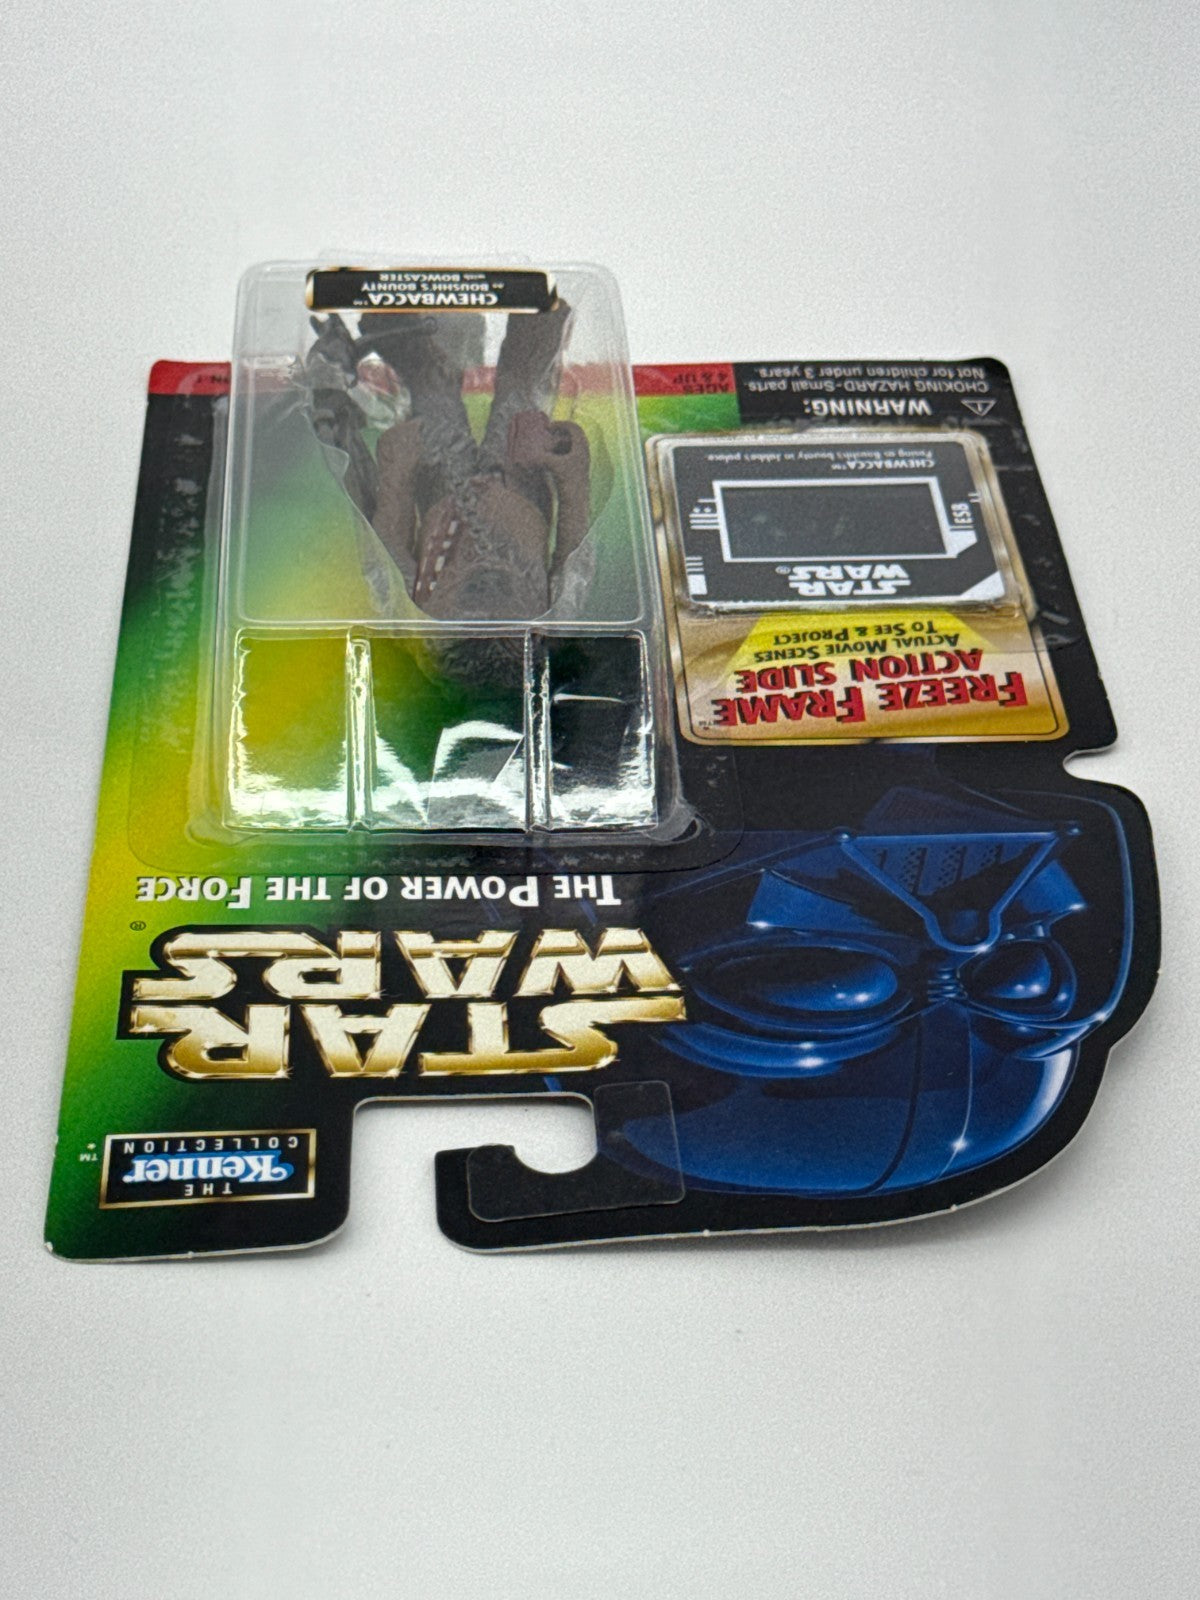 THE
Kenner
COLLECTION
™
*
STAR
WARS
®
THE POWER OF THE FORCE
FREEZE FRAME™
ACTION SLIDE
ACTUAL MOVIE SCENES
TO SEE & PROJECT
STAR
WARS®
CHEWBACCA™
Posing as Boushh's bounty in Jabba's palace
WARNING:
CHOKING HAZARD-Small parts.
Not for children under 3 years.
AGES
4 & UP
CHEWBACCA™
as BOUSHH'S BOUNTY
with BOWCASTER